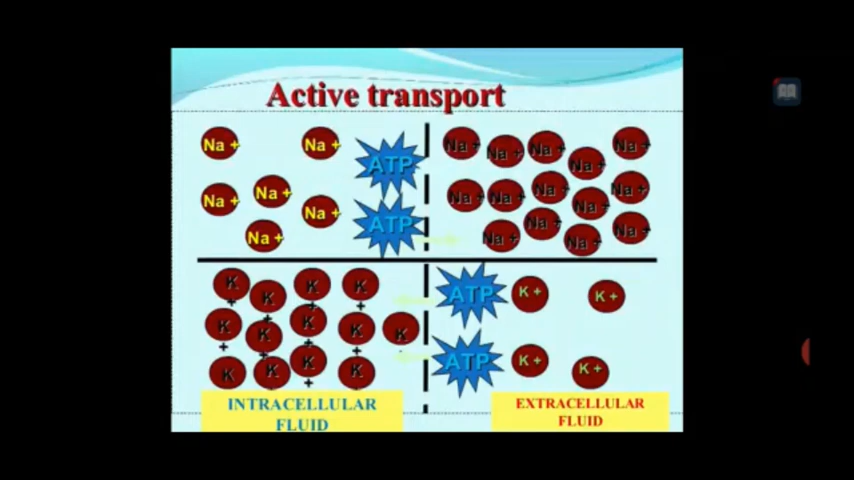 Active transport
Na + Na + ATP Na + Na + Na + Na + Na +
Na + Na + Na + ATP Na + Na + Na + Na + Na +
Na + Na + Na + Na + Na +
K + K + K + K + ATP K + K +
K + K + K + K + K
K K K + K + ATP K + K +
INTRACELLULAR
FLUID
EXTRACELLULAR
FLUID